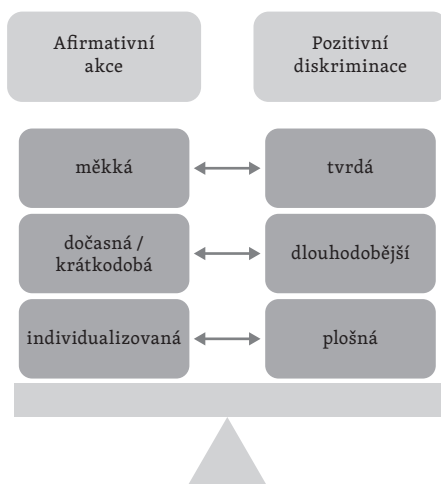 Afirmativní
akce
Pozitivní
diskriminace
měkká
tvrdá
dočasná /
krátkodobá
dlouhodobější
individualizovaná
plošná